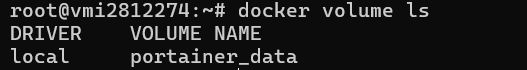 root@vmi2812274:~# docker volume ls
DRIVER    VOLUME NAME
local     portainer_data